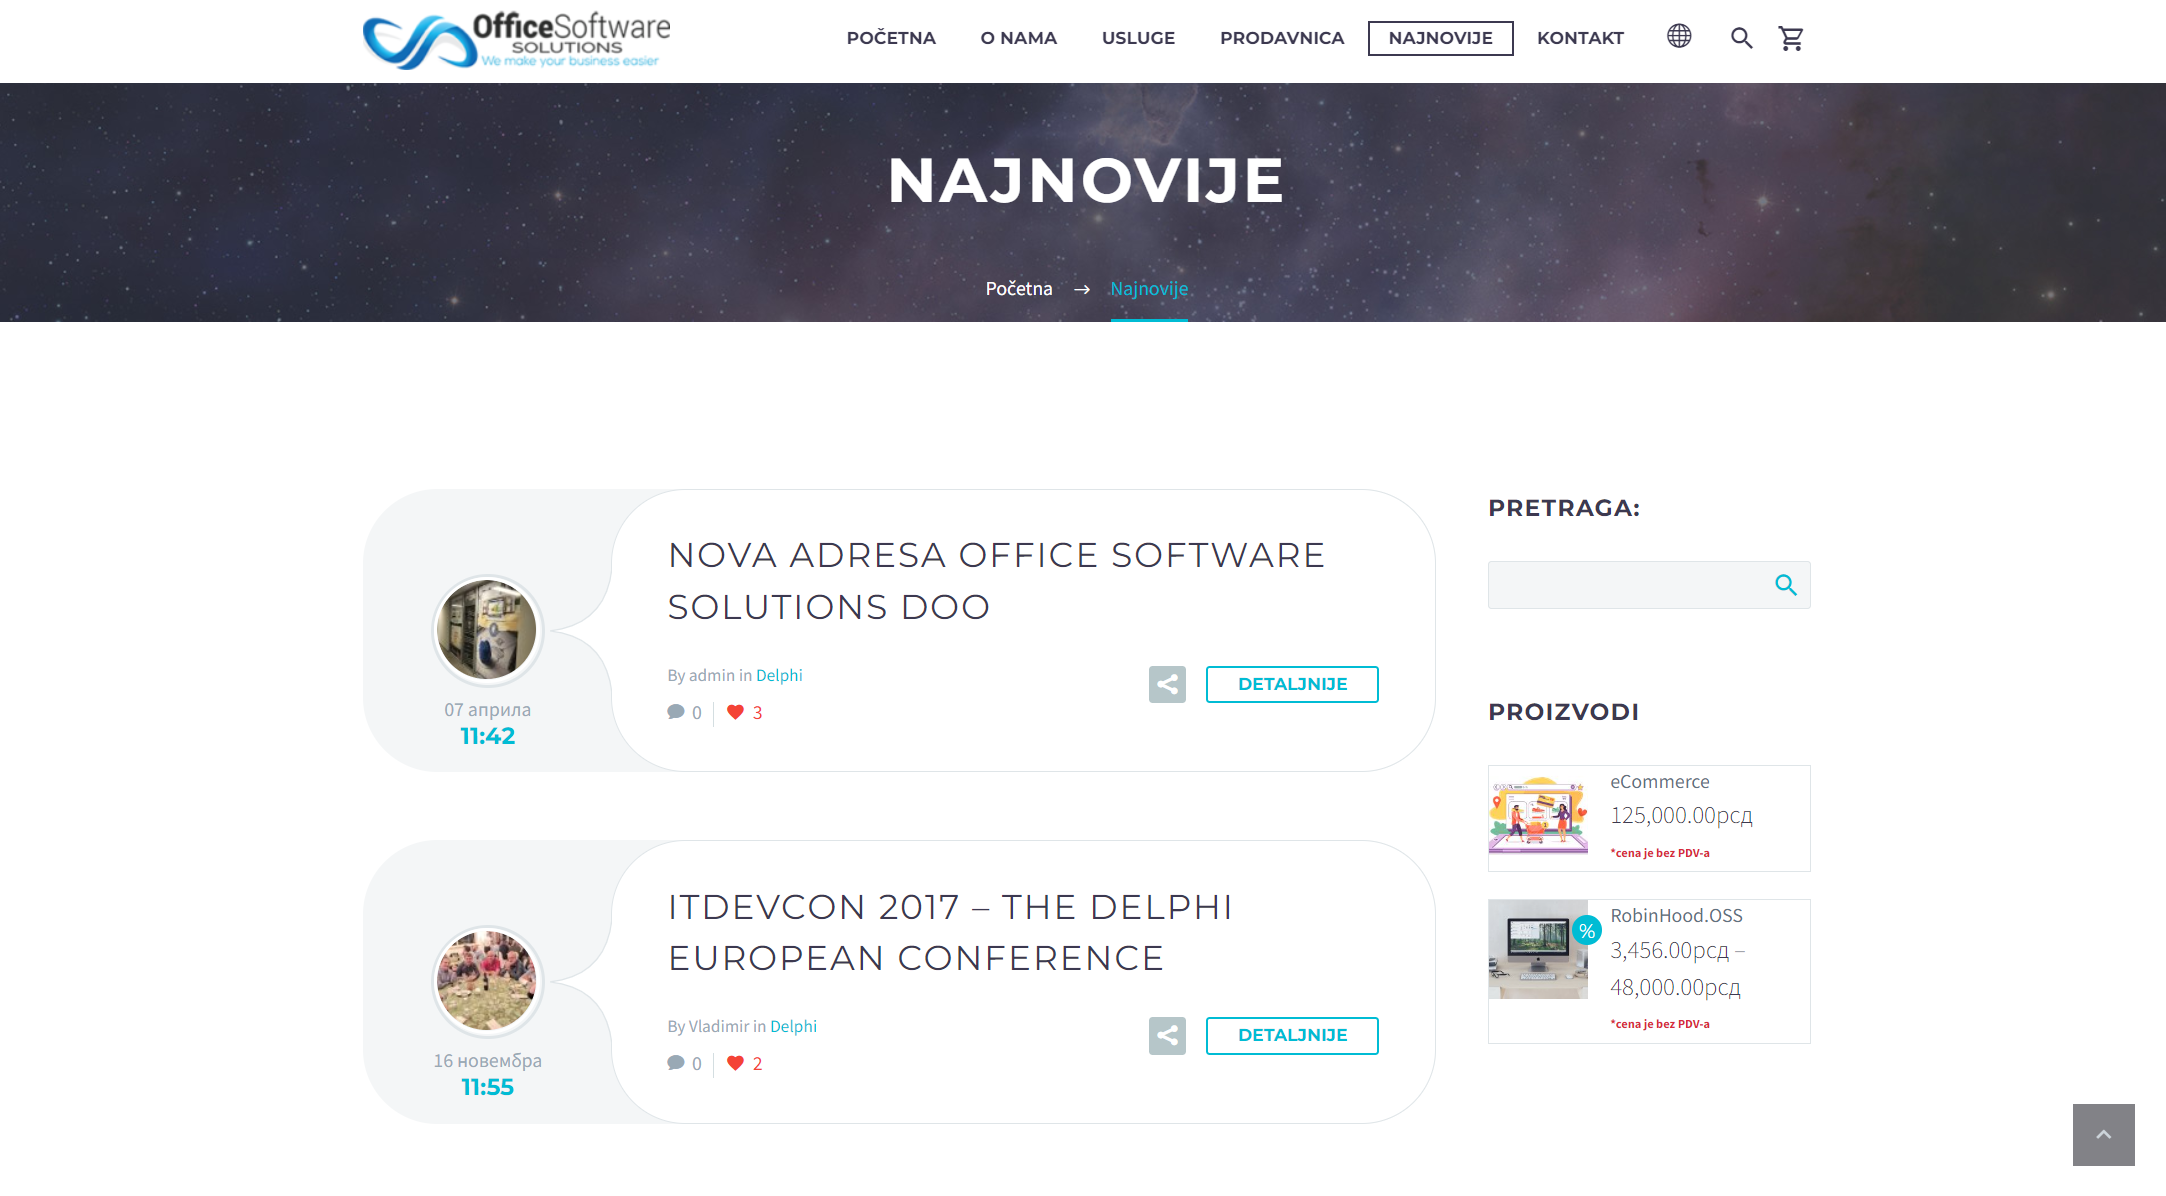 OfficeSoftware
SOLUTIONS
We make your business easier
POČETNA
O NAMA
USLUGE
PRODAVNICA
NAJNOVIJE
KONTAKT
NAJNOVIJE
Početna → Najnovije
NOVA ADRESA OFFICE SOFTWARE
SOLUTIONS DOO
By admin in Delphi
0
3
DETALJNIJE
07 априла
11:42
ITDEVCON 2017 – THE DELPHI
EUROPEAN CONFERENCE
By Vladimir in Delphi
0
2
DETALJNIJE
16 новембра
11:55
PRETRAGA:
PROIZVODI
eCommerce
125,000.00рсд
*cena je bez PDV-a
%
RobinHood.OSS
3,456.00рсд –
48,000.00рсд
*cena je bez PDV-a